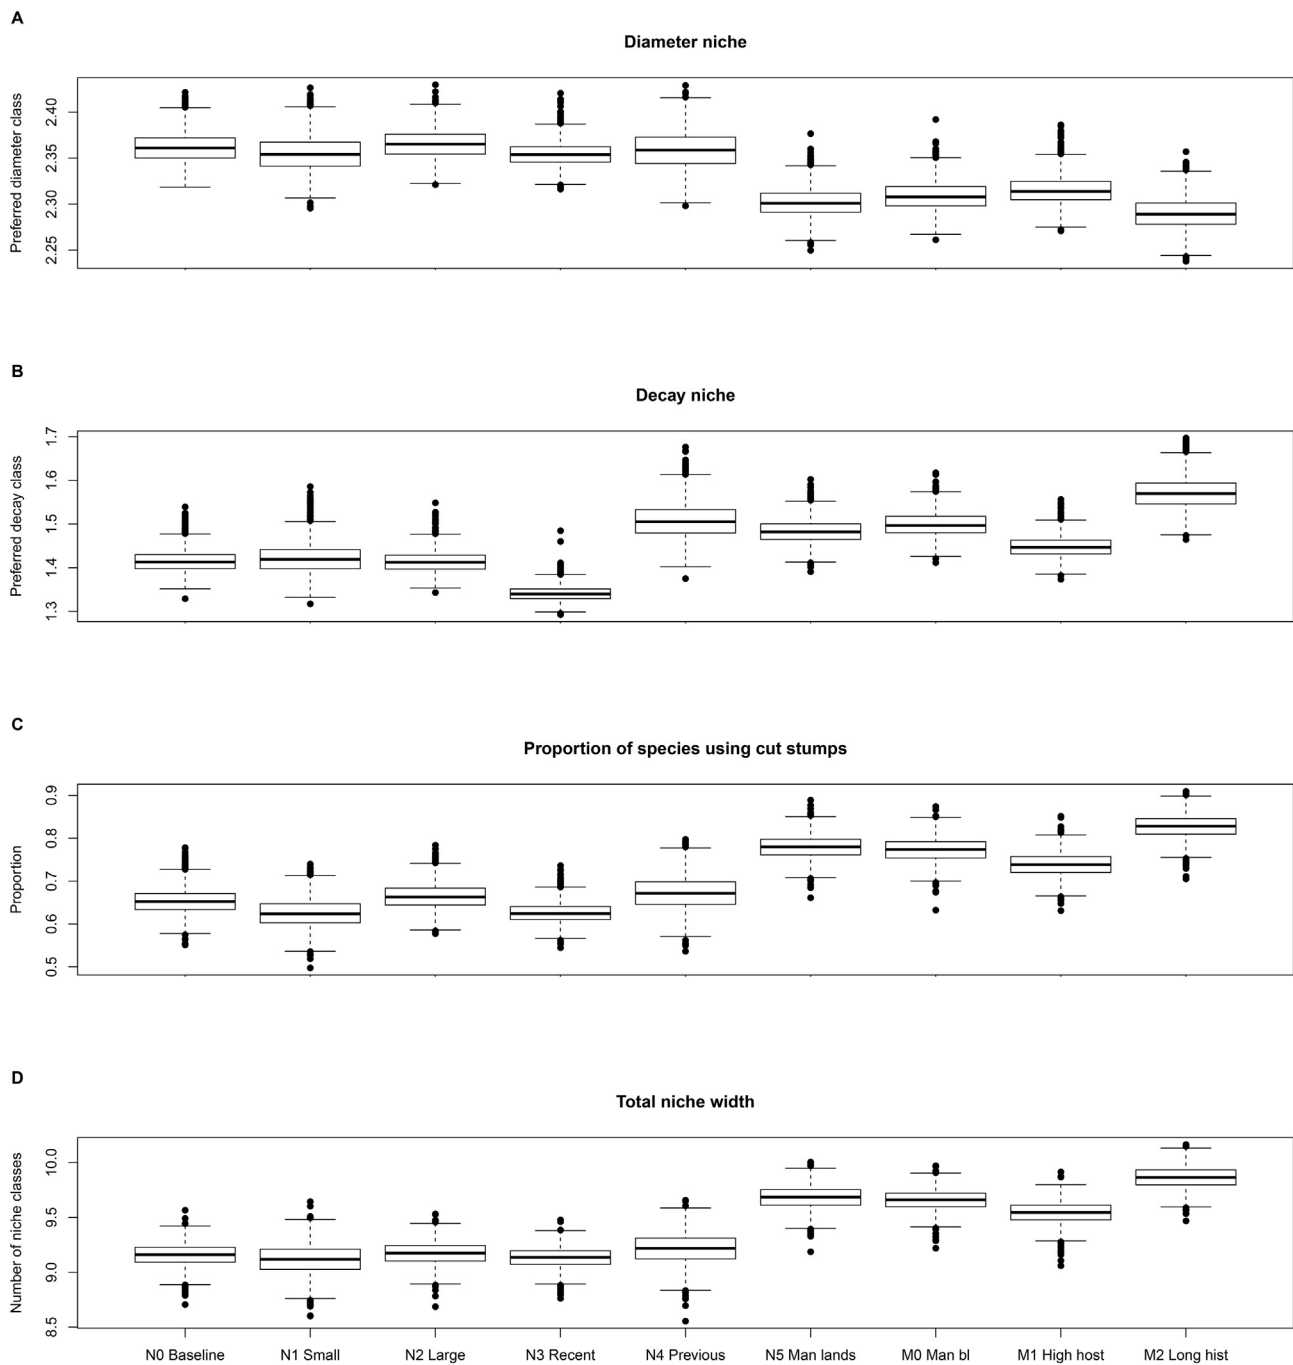 A
Diameter niche
Preferred diameter class
2.40
2.35
2.30
2.25
B
Decay niche
Preferred decay class
1.7
1.6
1.5
1.4
1.3
C
Proportion of species using cut stumps
Proportion
0.9
0.8
0.7
0.6
0.5
D
Total niche width
Number of niche classes
10.0
9.5
9.0
8.5
N0 Baseline N1 Small N2 Large N3 Recent N4 Previous N5 Man lands M0 Man bl M1 High host M2 Long hist